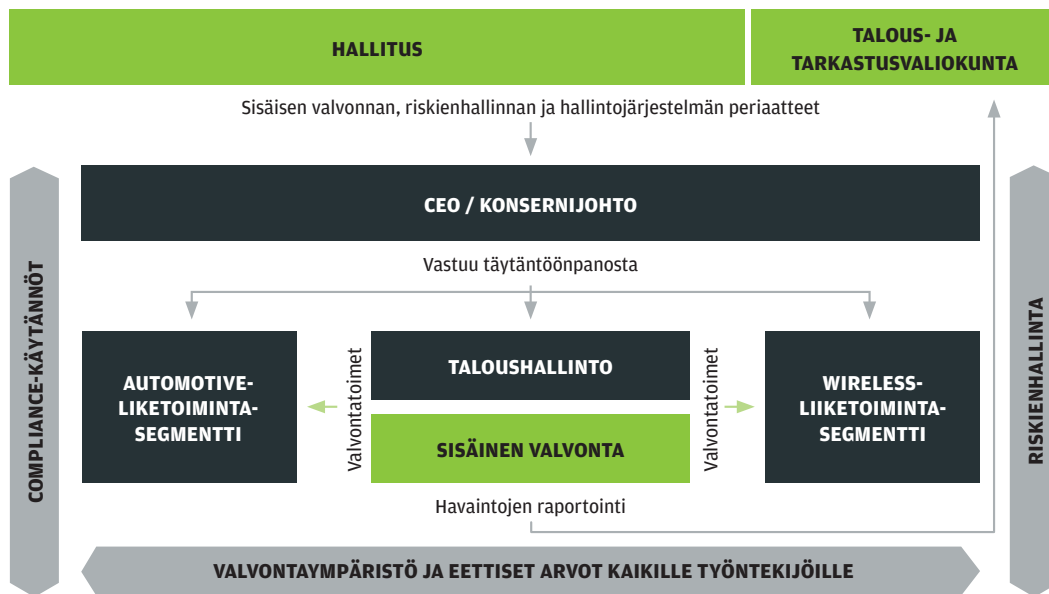 HALLITUS
TALOUS- JA
TARKASTUSVALIOKUNTA
Sisäisen valvonnan, riskienhallinnan ja hallintojärjestelmän periaatteet
CEO / KONSERNIJOHTO
Vastuu täytäntöönpanosta
COMPLIANCE-KÄYTÄNNÖT
AUTOMOTIVE-
LIKETOIMINTA-
SEGMENTTI
Valvontatoimet
TALOUSHALLINTO
SISÄINEN VALVONTA
Valvontatoimet
WIRELESS-
LIIKETOIMINTA-
SEGMENTTI
RISKIENHALLINTA
Havaintojen raportointi
VALVONTAYMPÄRISTÖ JA EETTISET ARVOT KAIKILLE TYÖNTEKIJÖILLE